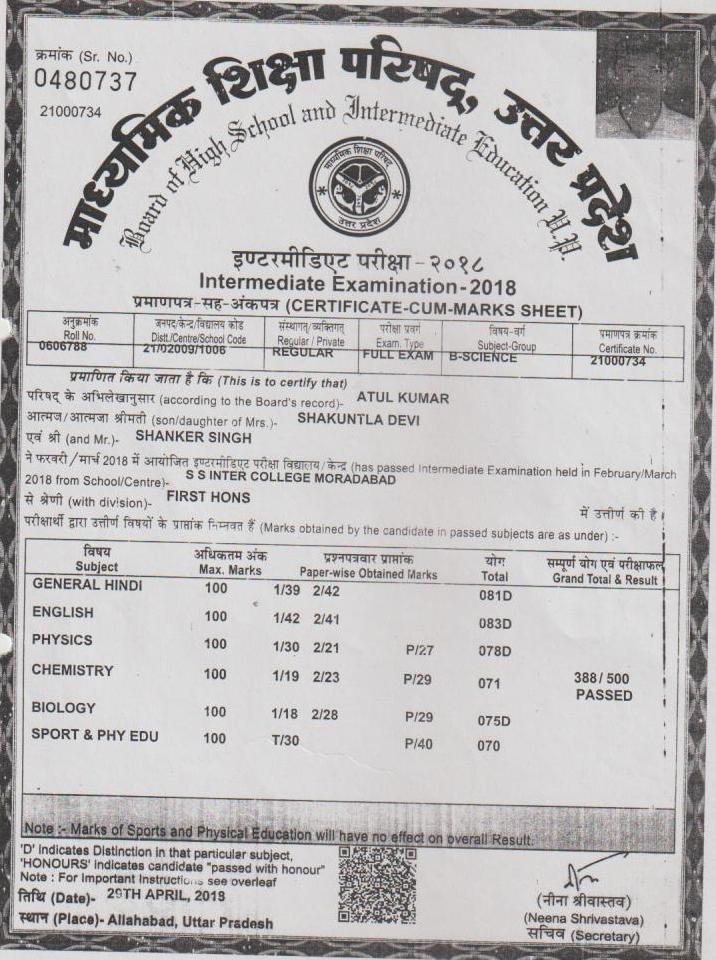 क्रमांक (Sr. No.)
0480737
21000734
माध्यमिक शिक्षा परिषद्, उत्तर प्रदेश
Board of High School and Intermediate Education U.P.
माध्यमिक शिक्षा परिषद
उत्तर प्रदेश
इण्टरमीडिएट परीक्षा - २०१८
Intermediate Examination - 2018
प्रमाणपत्र-सह-अंकपत्र (CERTIFICATE-CUM-MARKS SHEET)
अनुक्रमांक जनपद/केन्द्र/विद्यालय कोड संस्थागत/व्यक्तिगत परीक्षा प्रवर्ग विषय-वर्ग प्रमाणपत्र क्रमांक
Roll No. Distt./Centre/School Code Regular / Private Exam. Type Subject-Group Certificate No.
0606788 21/02009/1006 REGULAR FULL EXAM B-SCIENCE 21000734
प्रमाणित किया जाता है कि (This is to certify that)
परिषद के अभिलेखानुसार (according to the Board's record)- ATUL KUMAR
आत्मज/आत्मजा श्रीमती (son/daughter of Mrs.)- SHAKUNTLA DEVI
एवं श्री (and Mr.)- SHANKER SINGH
ने फरवरी/मार्च 2018 में आयोजित इण्टरमीडिएट परीक्षा विद्यालय/केन्द्र (has passed Intermediate Examination held in February/March
2018 from School/Centre)- S S INTER COLLEGE MORADABAD
से श्रेणी (with division)- FIRST HONS में उत्तीर्ण की है।
परीक्षार्थी द्वारा उत्तीर्ण विषयों के प्राप्तांक निम्नवत हैं (Marks obtained by the candidate in passed subjects are as under) :-
विषय अधिकतम अंक प्रश्नपत्रवार प्राप्तांक योग सम्पूर्ण योग एवं परीक्षाफल
Subject Max. Marks Paper-wise Obtained Marks Total Grand Total & Result
GENERAL HINDI 100 1/39 2/42 081D
ENGLISH 100 1/42 2/41 083D
PHYSICS 100 1/30 2/21 P/27 078D
CHEMISTRY 100 1/19 2/23 P/29 071 388/500
PASSED
BIOLOGY 100 1/18 2/28 P/29 075D
SPORT & PHY EDU 100 T/30 P/40 070
Note :- Marks of Sports and Physical Education will have no effect on overall Result.
'D' Indicates Distinction in that particular subject,
'HONOURS' indicates candidate "passed with honour"
Note : For Important Instructions see overleaf
तिथि (Date)- 29TH APRIL, 2018
स्थान (Place)- Allahabad, Uttar Pradesh
(नीना श्रीवास्तव)
(Neena Shrivastava)
सचिव (Secretary)